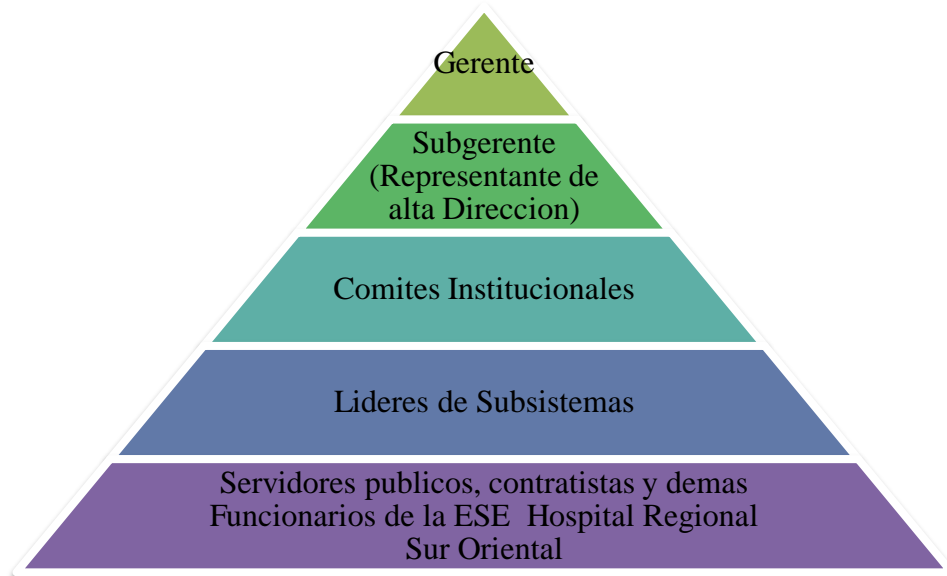 Gerente
Subgerente
(Representante de
alta Direccion)
Comites Institucionales
Lideres de Subsistemas
Servidores publicos, contratistas y demas
Funcionarios de la ESE Hospital Regional
Sur Oriental